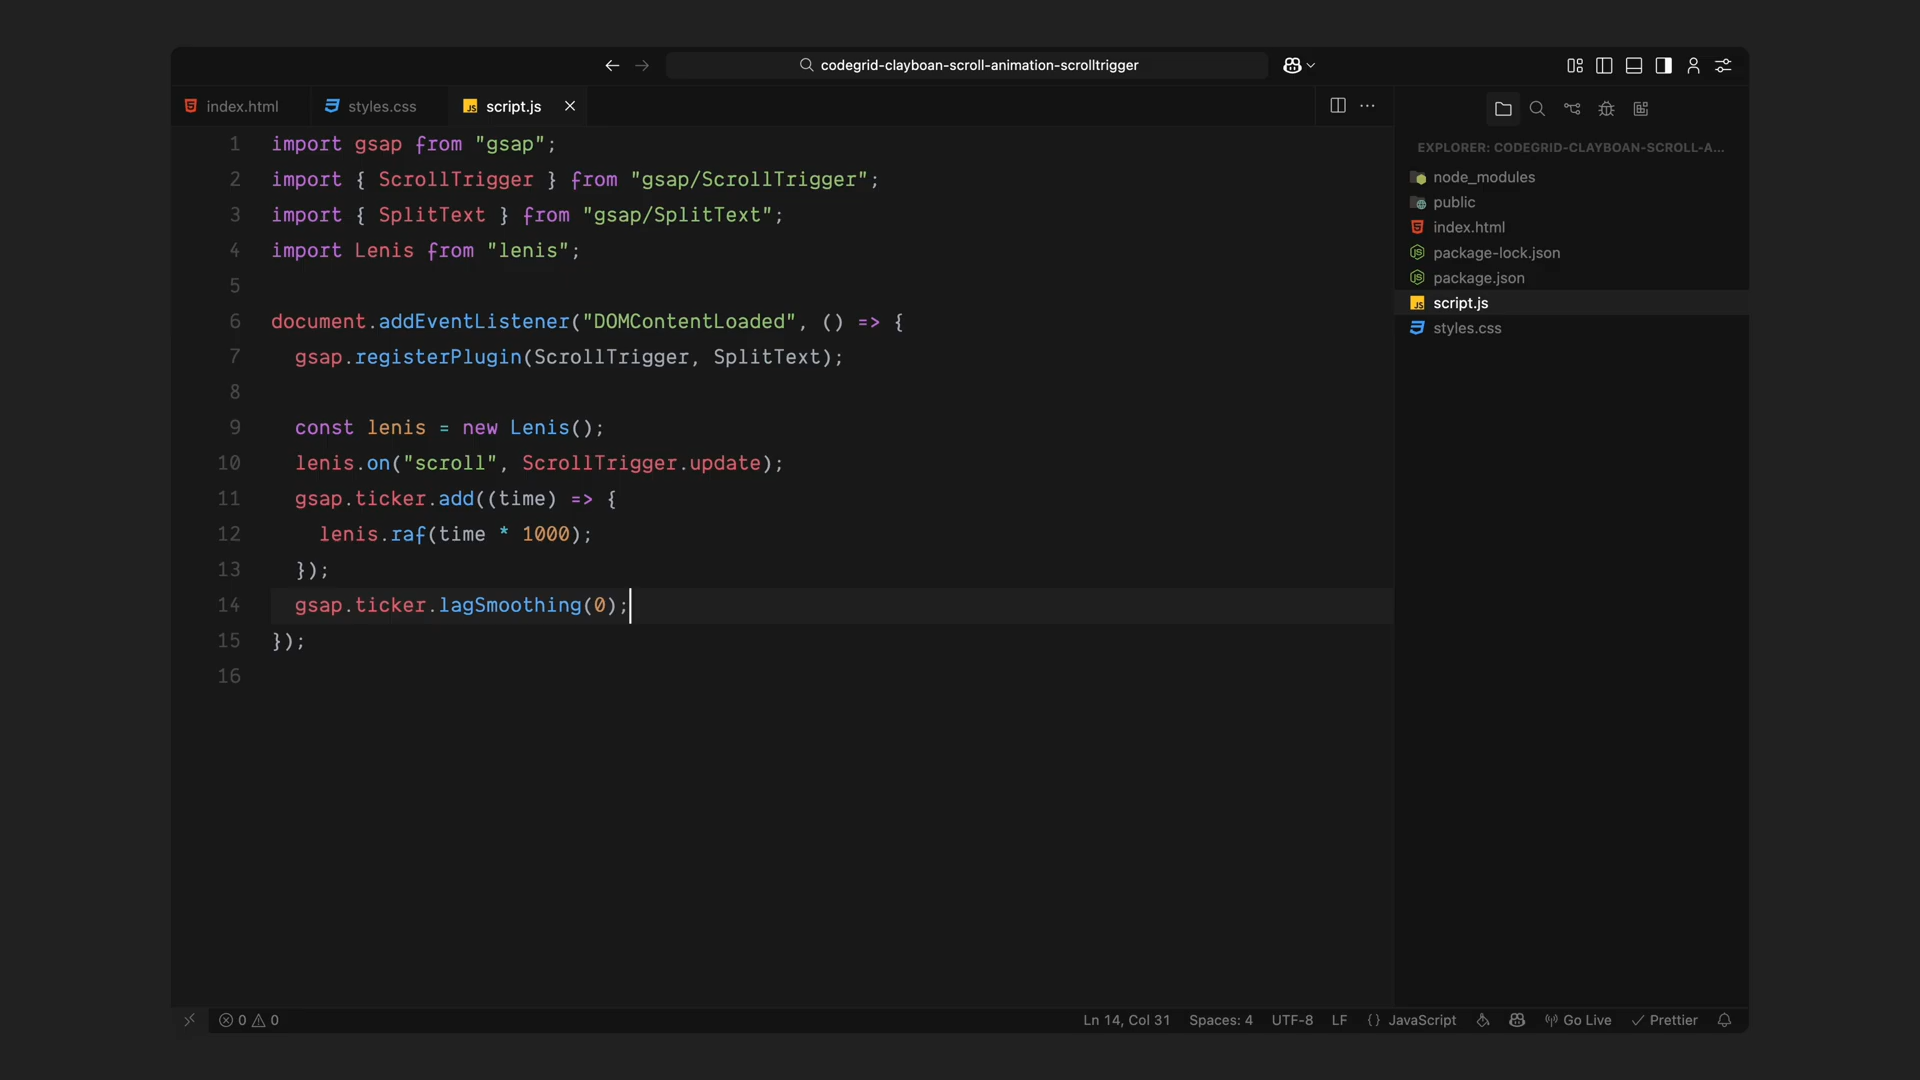 codegrid-clayboan-scroll-animation-scrolltrigger
index.html
styles.css
script.js
1 import gsap from "gsap";
2 import { ScrollTrigger } from "gsap/ScrollTrigger";
3 import { SplitText } from "gsap/SplitText";
4 import Lenis from "lenis";
5
6 document.addEventListener("DOMContentLoaded", () => {
7 gsap.registerPlugin(ScrollTrigger, SplitText);
8
9 const lenis = new Lenis();
10 lenis.on("scroll", ScrollTrigger.update);
11 gsap.ticker.add((time) => {
12 lenis.raf(time * 1000);
13 });
14 gsap.ticker.lagSmoothing(0);
15 });
16
EXPLORER: CODEGRID-CLAYBOAN-SCROLL-A...
node_modules
public
index.html
package-lock.json
package.json
script.js
styles.css
0 0 Ln 14, Col 31 Spaces: 4 UTF-8 LF {} JavaScript Go Live Prettier